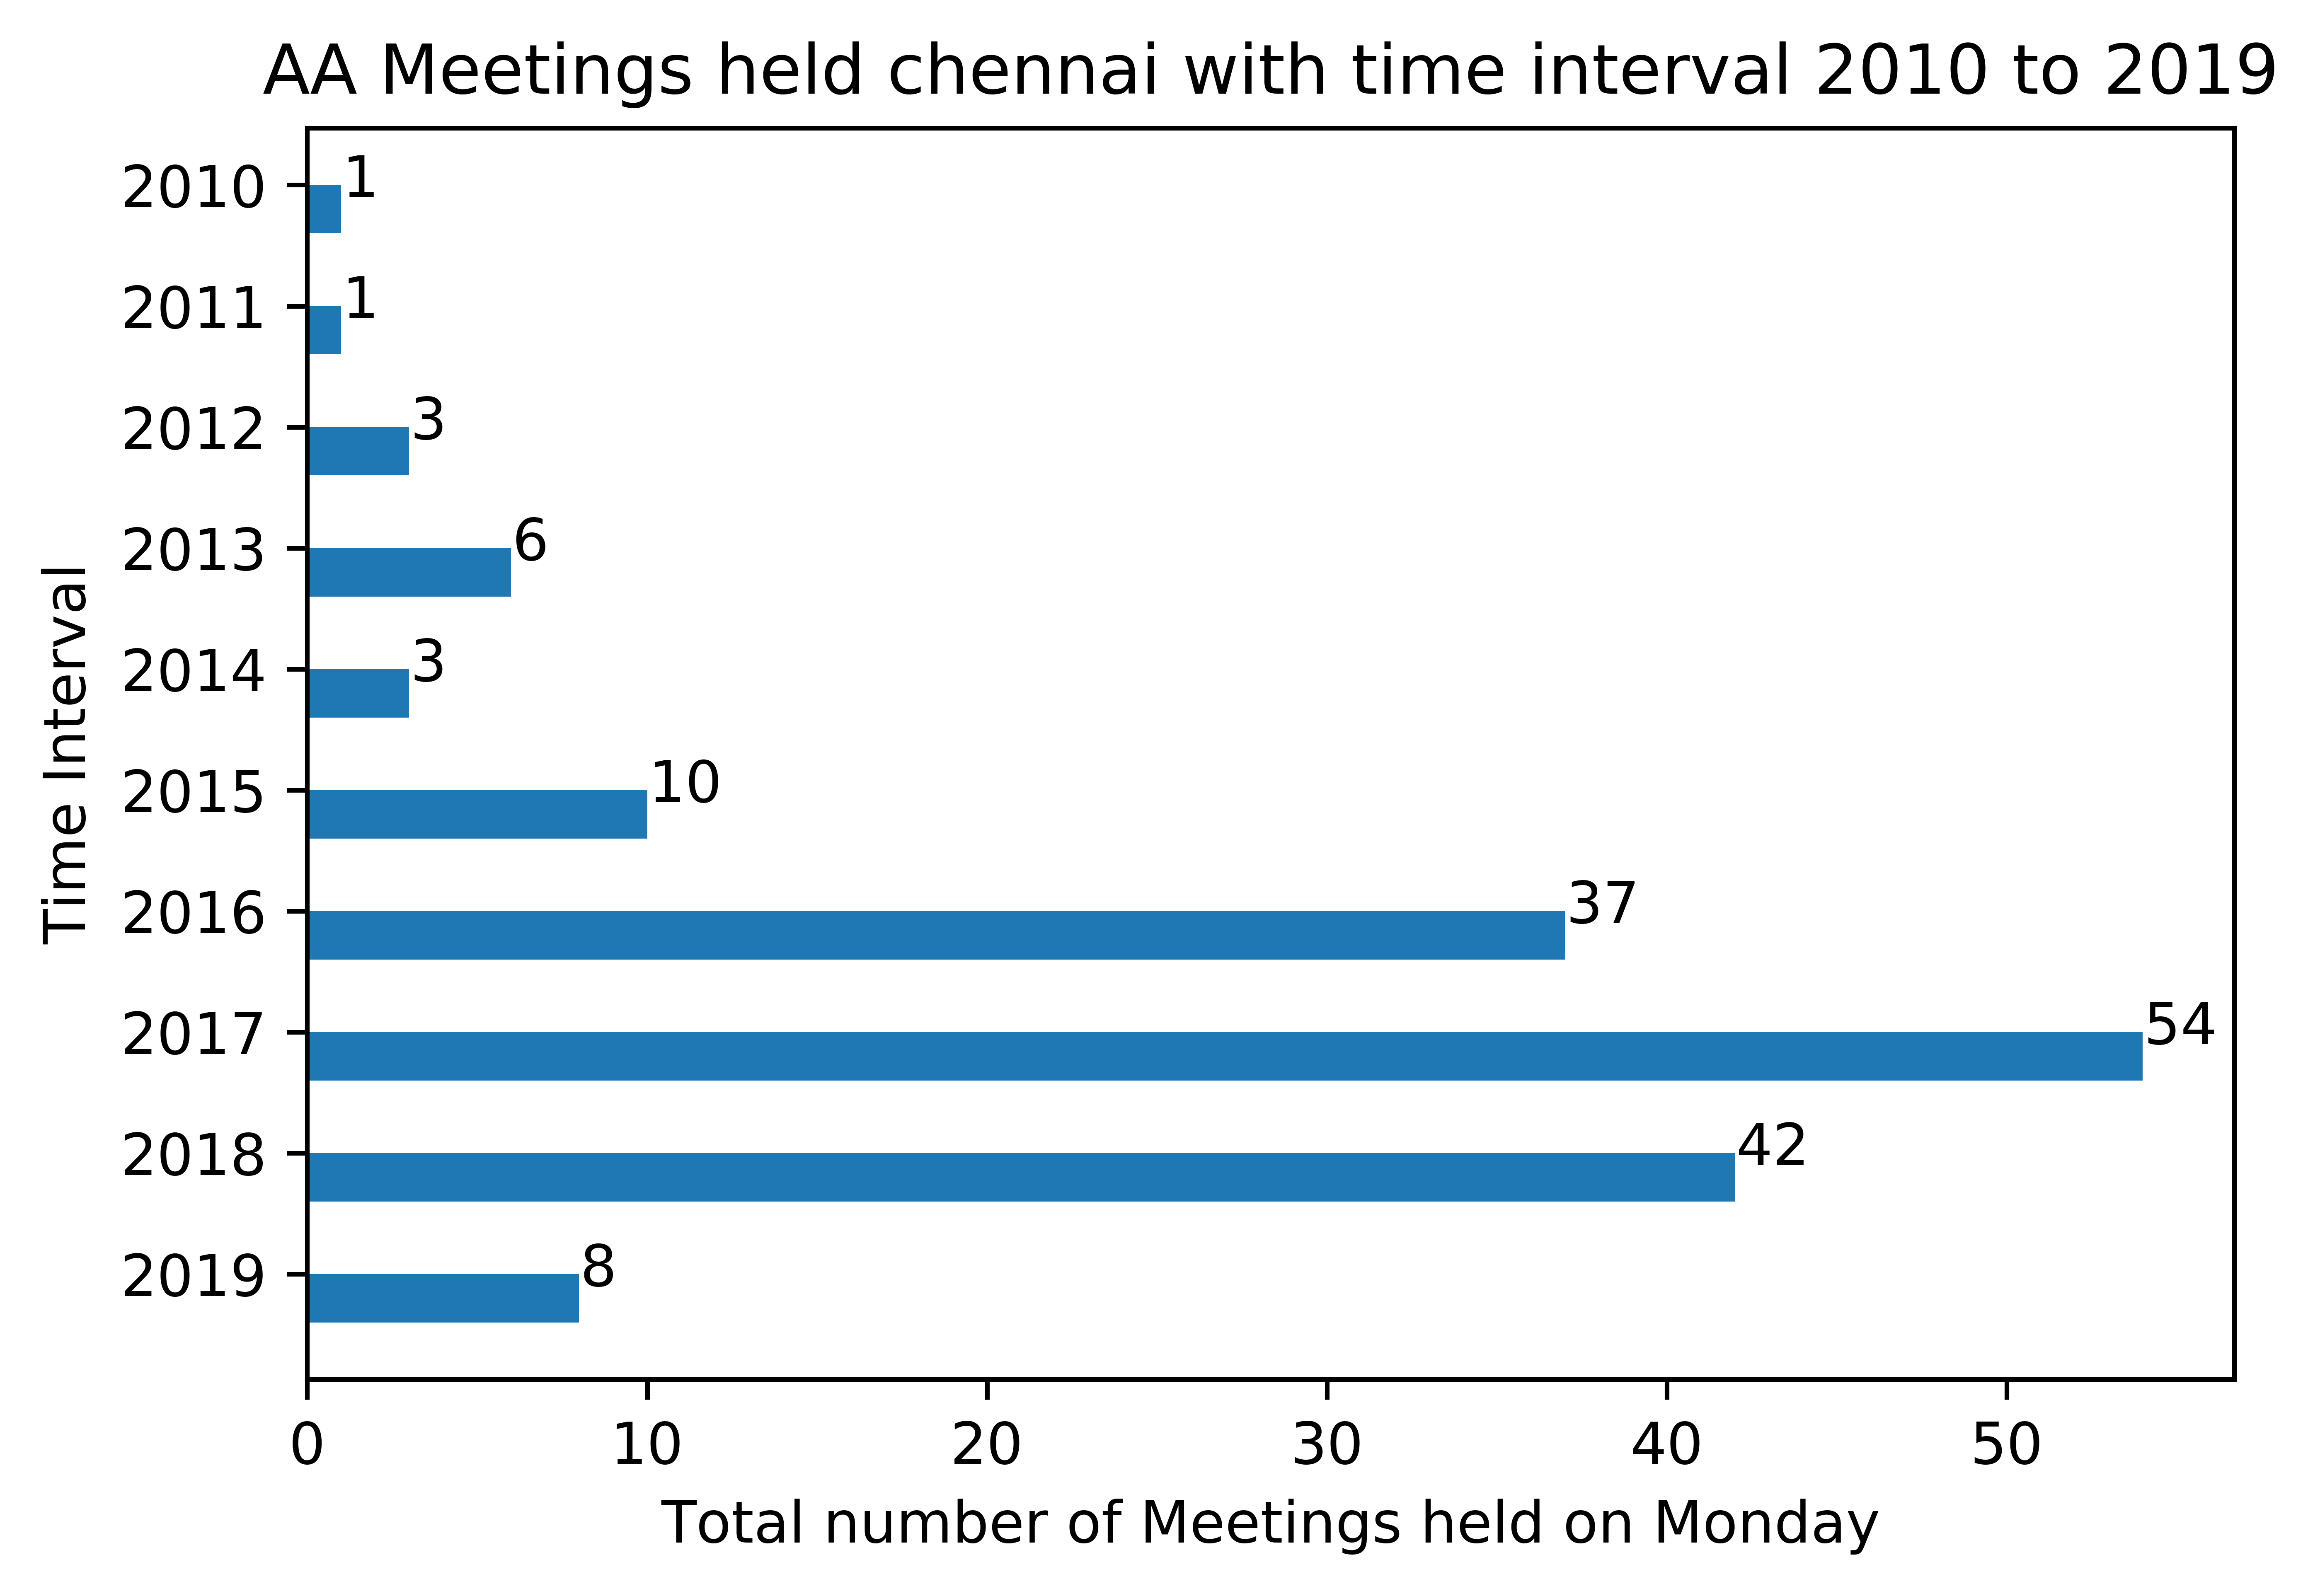 AA Meetings held chennai with time interval 2010 to 2019
Time Interval
2010 1
2011 1
2012 3
2013 6
2014 3
2015 10
2016 37
2017 54
2018 42
2019 8
0 10 20 30 40 50
Total number of Meetings held on Monday